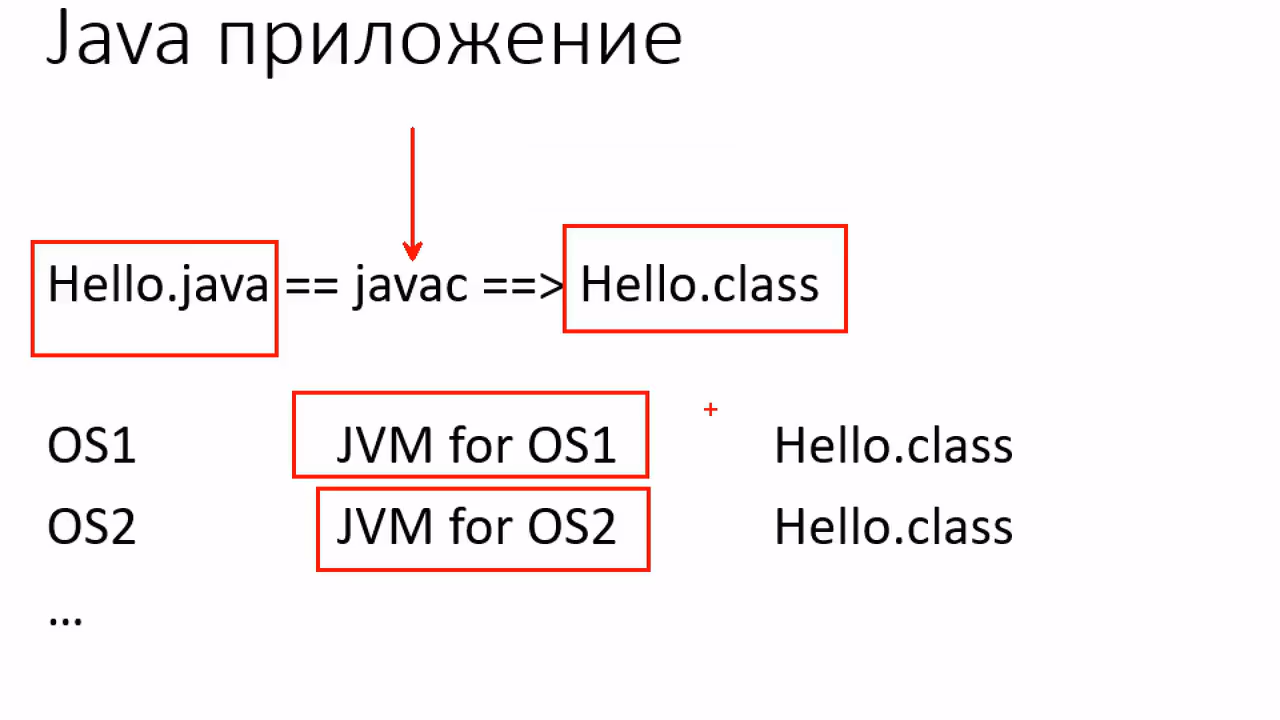 Java приложение
Hello.java == javac ==> Hello.class
OS1 JVM for OS1 Hello.class
OS2 JVM for OS2 Hello.class
...